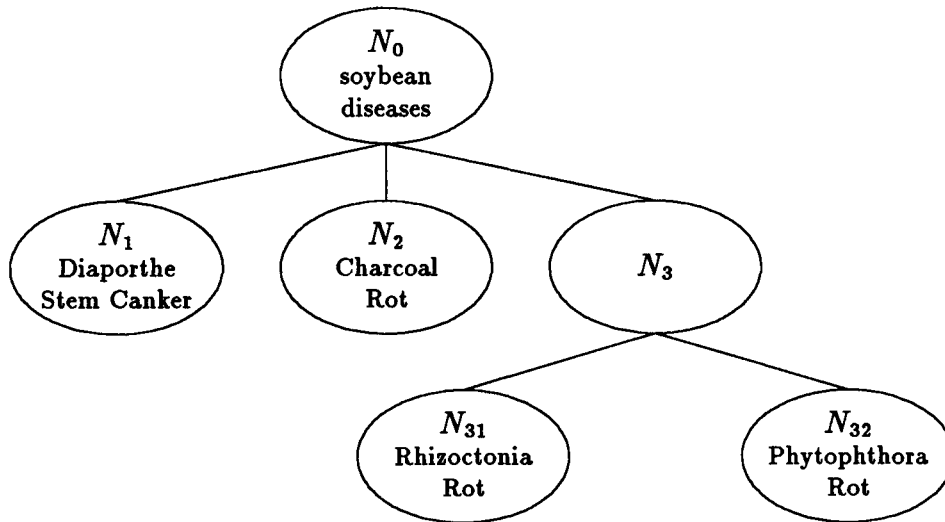 N₀
soybean
diseases
N₁
Diaporthe
Stem Canker
N₂
Charcoal
Rot
N₃
N₃₁
Rhizoctonia
Rot
N₃₂
Phytophthora
Rot